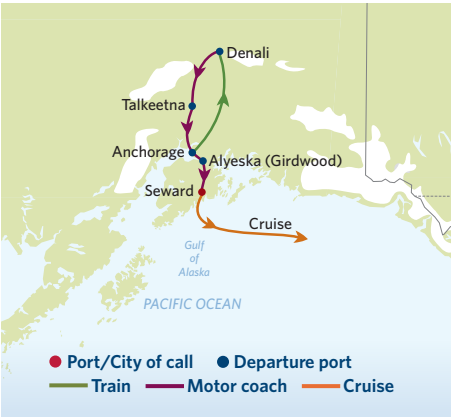 Denali
Talkeetna
Anchorage
Alyeska (Girdwood)
Seward
Cruise
Gulf
of
Alaska
PACIFIC OCEAN
Port/City of call Departure port
Train Motor coach Cruise